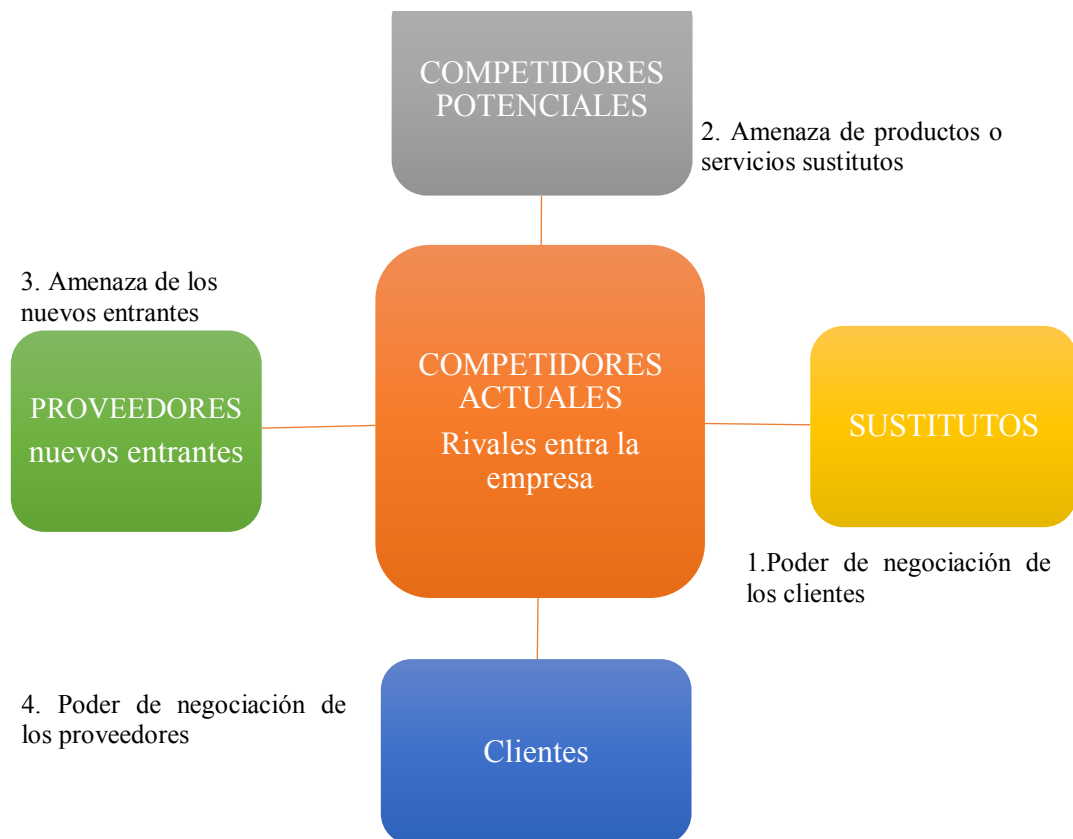 COMPETIDORES
POTENCIALES
2. Amenaza de productos o
servicios sustitutos
3. Amenaza de los
nuevos entrantes
PROVEEDORES
nuevos entrantes
COMPETIDORES
ACTUALES
Rivales entra la
empresa
SUSTITUTOS
1.Poder de negociación de
los clientes
4. Poder de negociación de
los proveedores
Clientes